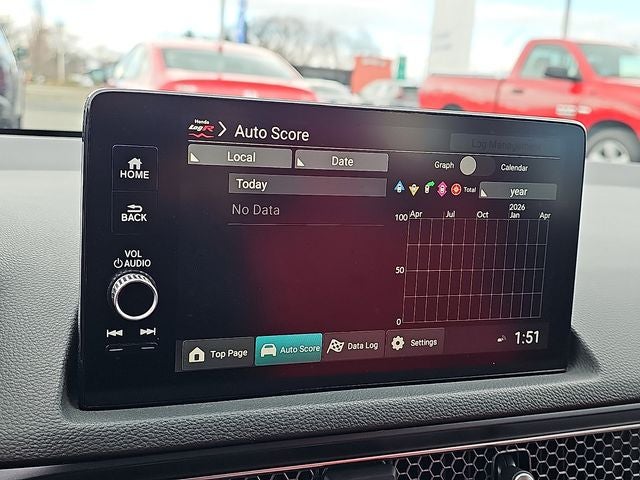 Honda
LogR
Auto Score
Log Management
Local
Date
Graph
Calendar
Today
Total
year
No Data
2026
Apr Jul Oct Jan Apr
100
50
0
HOME
BACK
VOL
AUDIO
Top Page
Auto Score
Data Log
Settings
1:51